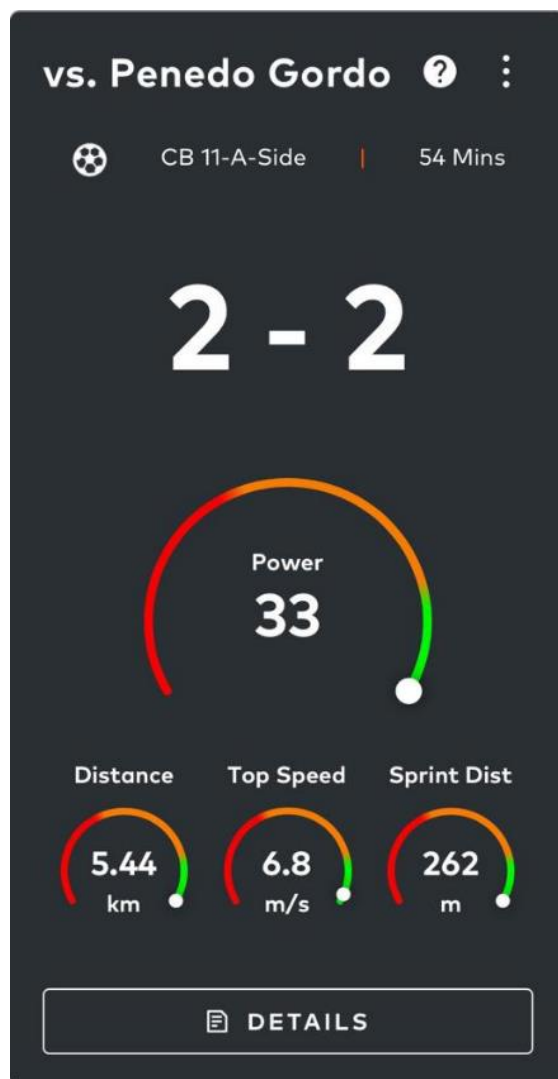 vs. Penedo Gordo
CB 11-A-Side | 54 Mins
2 - 2
Power
33
Distance Top Speed Sprint Dist
5.44 6.8 262
km m/s m
DETAILS